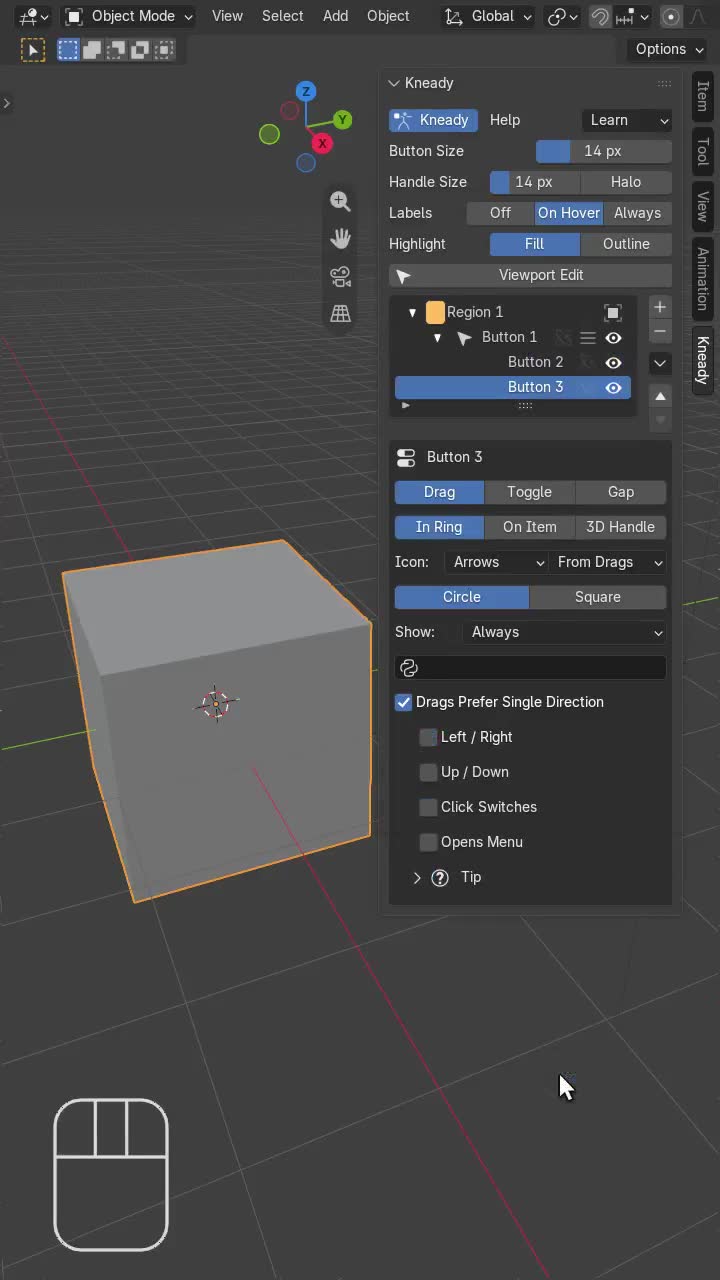 Object Mode View Select Add Object Global
Options
Kneady
Kneady Help Learn
Button Size 14 px
Handle Size 14 px Halo
Labels Off On Hover Always
Highlight Fill Outline
Viewport Edit
Region 1
Button 1
Button 2
Button 3
Button 3
Drag Toggle Gap
In Ring On Item 3D Handle
Icon: Arrows From Drags
Circle Square
Show: Always
Drags Prefer Single Direction
Left / Right
Up / Down
Click Switches
Opens Menu
Tip
Item
Tool
View
Animation
Kneady
Z
Y
X